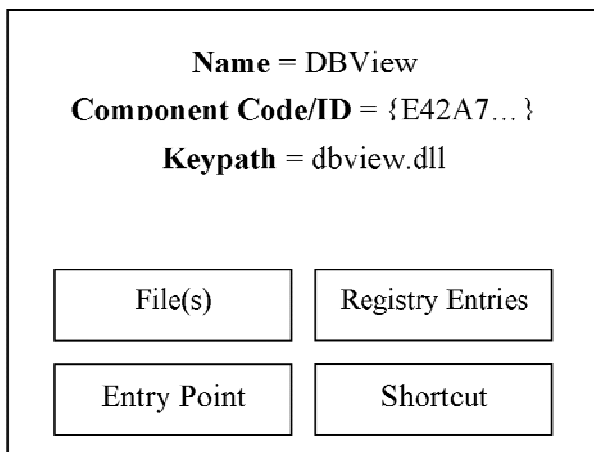 Name = DBView
Component Code/ID = {E42A7... }
Keypath = dbview.dll
File(s)
Registry Entries
Entry Point
Shortcut